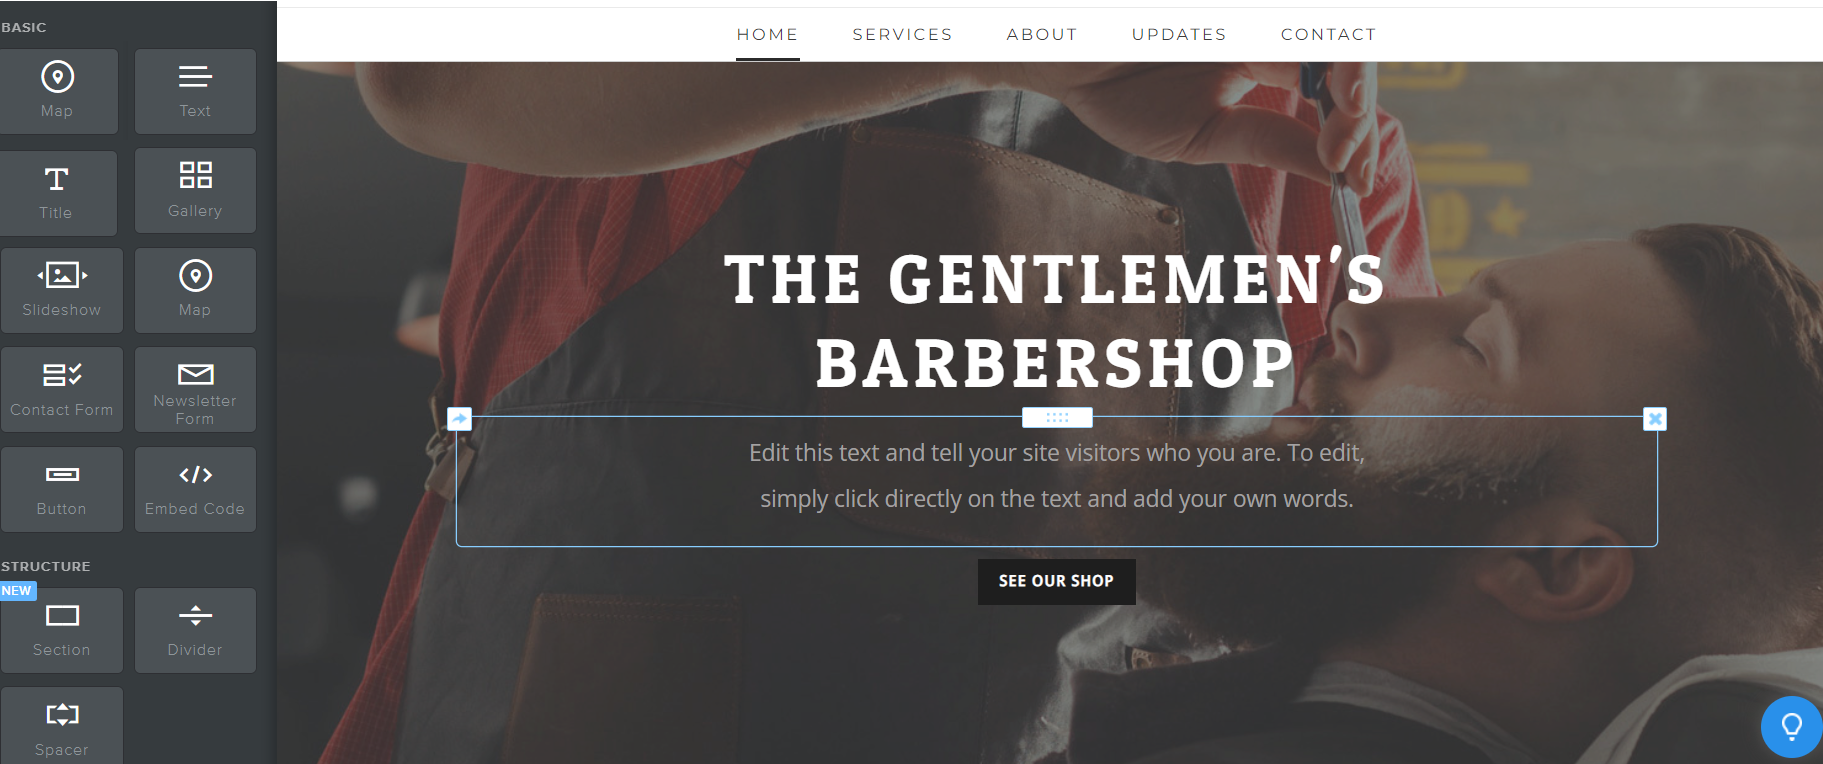 BASIC
Map
Text
Title
Gallery
Slideshow
Map
Contact Form
Newsletter
Form
Button
Embed Code
STRUCTURE
NEW
Section
Divider
Spacer
HOME SERVICES ABOUT UPDATES CONTACT
THE GENTLEMEN'S
BARBERSHOP
Edit this text and tell your site visitors who you are. To edit,
simply click directly on the text and add your own words.
SEE OUR SHOP